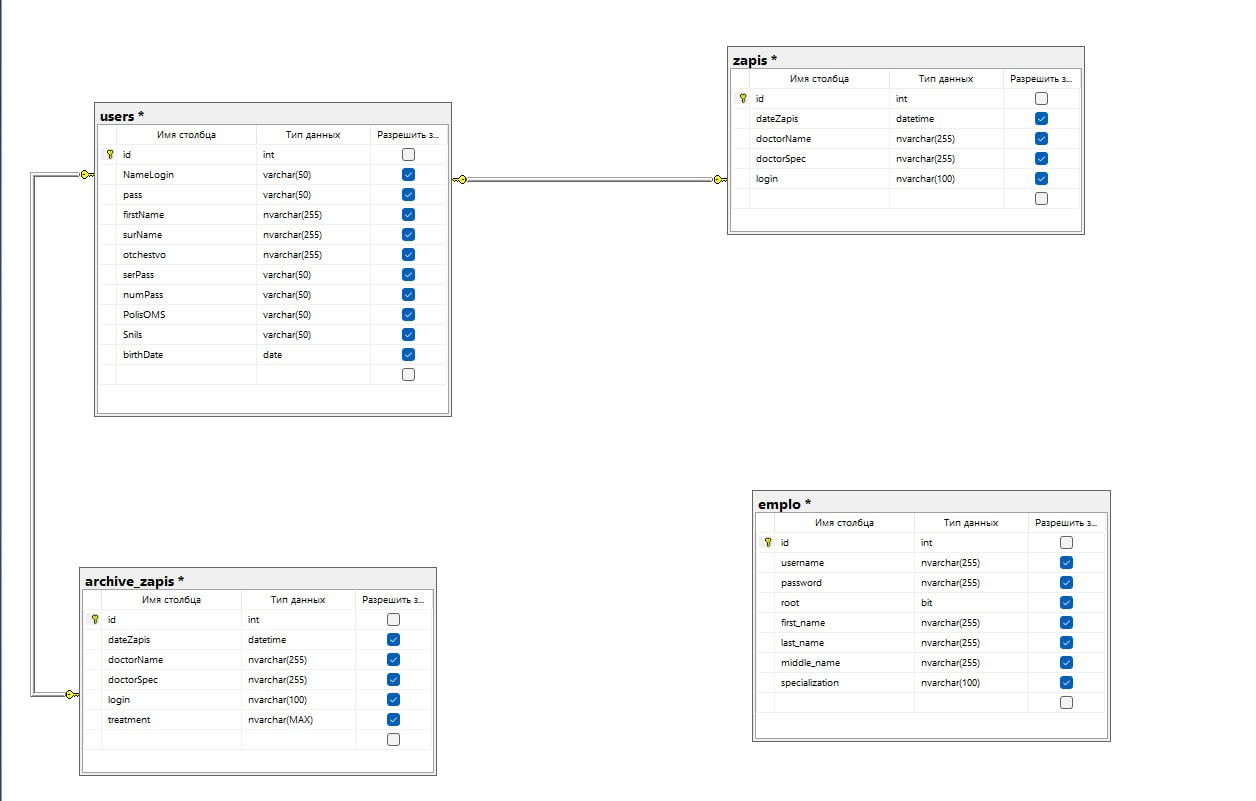 users *
Имя столбца Тип данных Разрешить з...
id int
NameLogin varchar(50)
pass varchar(50)
firstName nvarchar(255)
surName nvarchar(255)
otchestvo nvarchar(255)
serPass varchar(50)
numPass varchar(50)
PolisOMS varchar(50)
Snils varchar(50)
birthDate date
zapis *
Имя столбца Тип данных Разрешить з...
id int
dateZapis datetime
doctorName nvarchar(255)
doctorSpec nvarchar(255)
login nvarchar(100)
archive_zapis *
Имя столбца Тип данных Разрешить з...
id int
dateZapis datetime
doctorName nvarchar(255)
doctorSpec nvarchar(255)
login nvarchar(100)
treatment nvarchar(MAX)
emplo *
Имя столбца Тип данных Разрешить з...
id int
username nvarchar(255)
password nvarchar(255)
root bit
first_name nvarchar(255)
last_name nvarchar(255)
middle_name nvarchar(255)
specialization nvarchar(100)